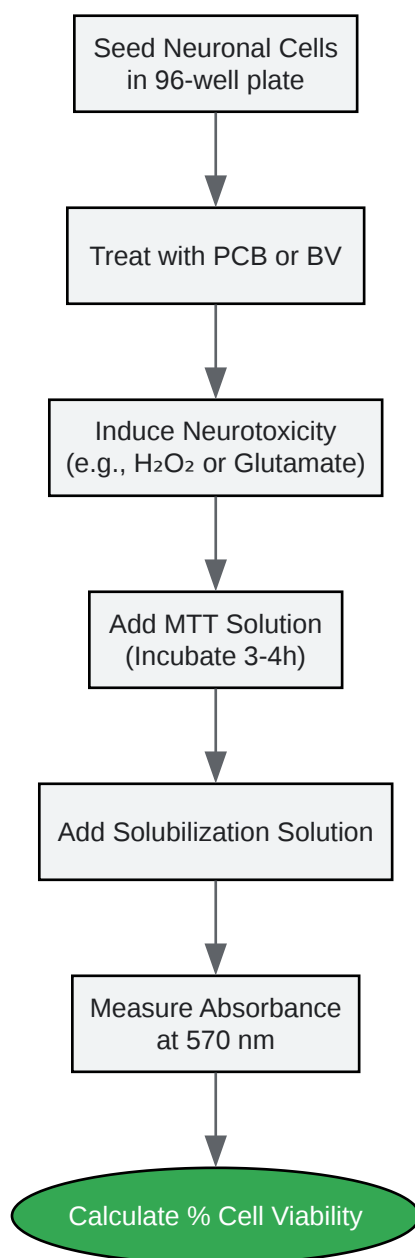 Seed Neuronal Cells
in 96-well plate
Treat with PCB or BV
Induce Neurotoxicity
(e.g., H₂O₂ or Glutamate)
Add MTT Solution
(Incubate 3-4h)
Add Solubilization Solution
Measure Absorbance
at 570 nm
Calculate % Cell Viability